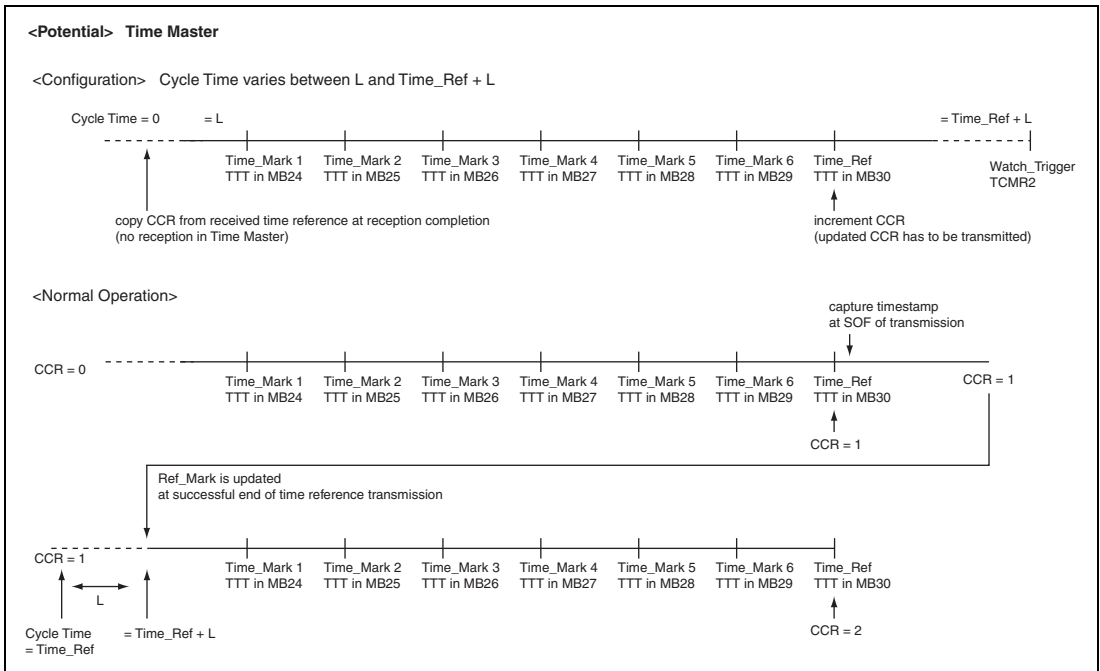 <Potential> Time Master
<Configuration> Cycle Time varies between L and Time_Ref + L
Cycle Time = 0 = L = Time_Ref + L
Time_Mark 1 Time_Mark 2 Time_Mark 3 Time_Mark 4 Time_Mark 5 Time_Mark 6 Time_Ref
TTT in MB24 TTT in MB25 TTT in MB26 TTT in MB27 TTT in MB28 TTT in MB29 TTT in MB30
Watch_Trigger
TCMR2
copy CCR from received time reference at reception completion
(no reception in Time Master)
increment CCR
(updated CCR has to be transmitted)
<Normal Operation>
capture timestamp
at SOF of transmission
CCR = 0
Time_Mark 1 Time_Mark 2 Time_Mark 3 Time_Mark 4 Time_Mark 5 Time_Mark 6 Time_Ref
TTT in MB24 TTT in MB25 TTT in MB26 TTT in MB27 TTT in MB28 TTT in MB29 TTT in MB30
CCR = 1
CCR = 1
Ref_Mark is updated
at successful end of time reference transmission
CCR = 1
Time_Mark 1 Time_Mark 2 Time_Mark 3 Time_Mark 4 Time_Mark 5 Time_Mark 6 Time_Ref
TTT in MB24 TTT in MB25 TTT in MB26 TTT in MB27 TTT in MB28 TTT in MB29 TTT in MB30
L
Cycle Time
= Time_Ref
= Time_Ref + L
CCR = 2